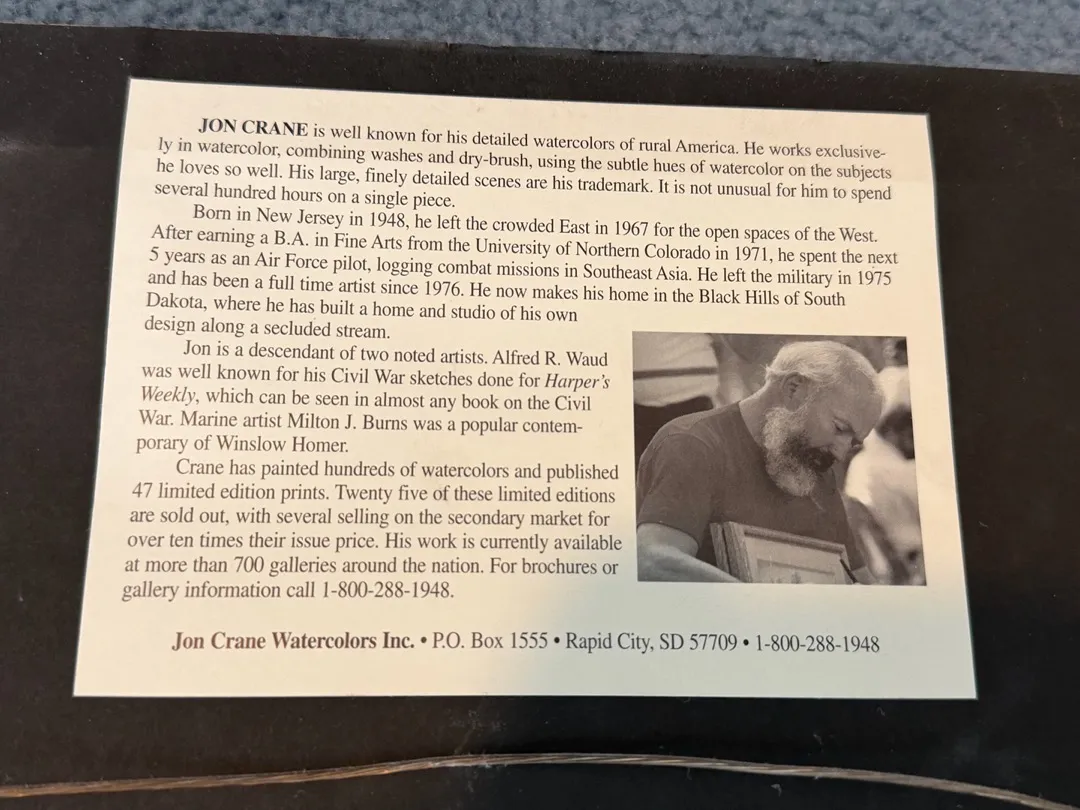 JON CRANE is well known for his detailed watercolors of rural America. He works exclusive-
ly in watercolor, combining washes and dry-brush, using the subtle hues of watercolor on the subjects
he loves so well. His large, finely detailed scenes are his trademark. It is not unusual for him to spend
several hundred hours on a single piece.
Born in New Jersey in 1948, he left the crowded East in 1967 for the open spaces of the West.
After earning a B.A. in Fine Arts from the University of Northern Colorado in 1971, he spent the next
5 years as an Air Force pilot, logging combat missions in Southeast Asia. He left the military in 1975
and has been a full time artist since 1976. He now makes his home in the Black Hills of South
Dakota, where he has built a home and studio of his own
design along a secluded stream.
Jon is a descendant of two noted artists. Alfred R. Waud
was well known for his Civil War sketches done for Harper's
Weekly, which can be seen in almost any book on the Civil
War. Marine artist Milton J. Burns was a popular contem-
porary of Winslow Homer.
Crane has painted hundreds of watercolors and published
47 limited edition prints. Twenty five of these limited editions
are sold out, with several selling on the secondary market for
over ten times their issue price. His work is currently available
at more than 700 galleries around the nation. For brochures or
gallery information call 1-800-288-1948.
Jon Crane Watercolors Inc. • P.O. Box 1555 • Rapid City, SD 57709 • 1-800-288-1948